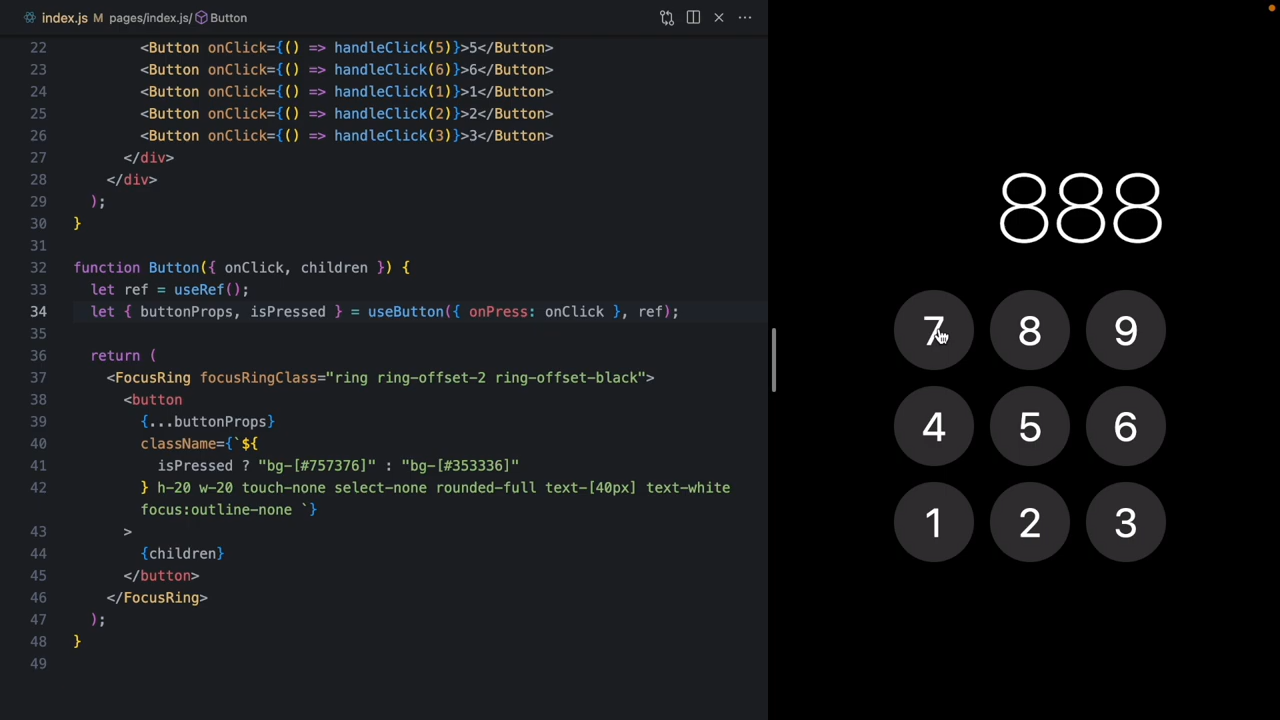 index.js M pages/index.js/ Button
22 <Button onClick={() => handleClick(5)}>5</Button>
23 <Button onClick={() => handleClick(6)}>6</Button>
24 <Button onClick={() => handleClick(1)}>1</Button>
25 <Button onClick={() => handleClick(2)}>2</Button>
26 <Button onClick={() => handleClick(3)}>3</Button>
27 </div>
28 </div>
29 );
30 }
31
32 function Button({ onClick, children }) {
33 let ref = useRef();
34 let { buttonProps, isPressed } = useButton({ onPress: onClick }, ref);
35
36 return (
37 <FocusRing focusRingClass="ring ring-offset-2 ring-offset-black">
38 <button
39 {...buttonProps}
40 className={`${
41 isPressed ? "bg-[#757376]" : "bg-[#353336]"
42 } h-20 w-20 touch-none select-none rounded-full text-[40px] text-white
focus:outline-none `}
43 >
44 {children}
45 </button>
46 </FocusRing>
47 );
48 }
49
888
7 8 9
4 5 6
1 2 3